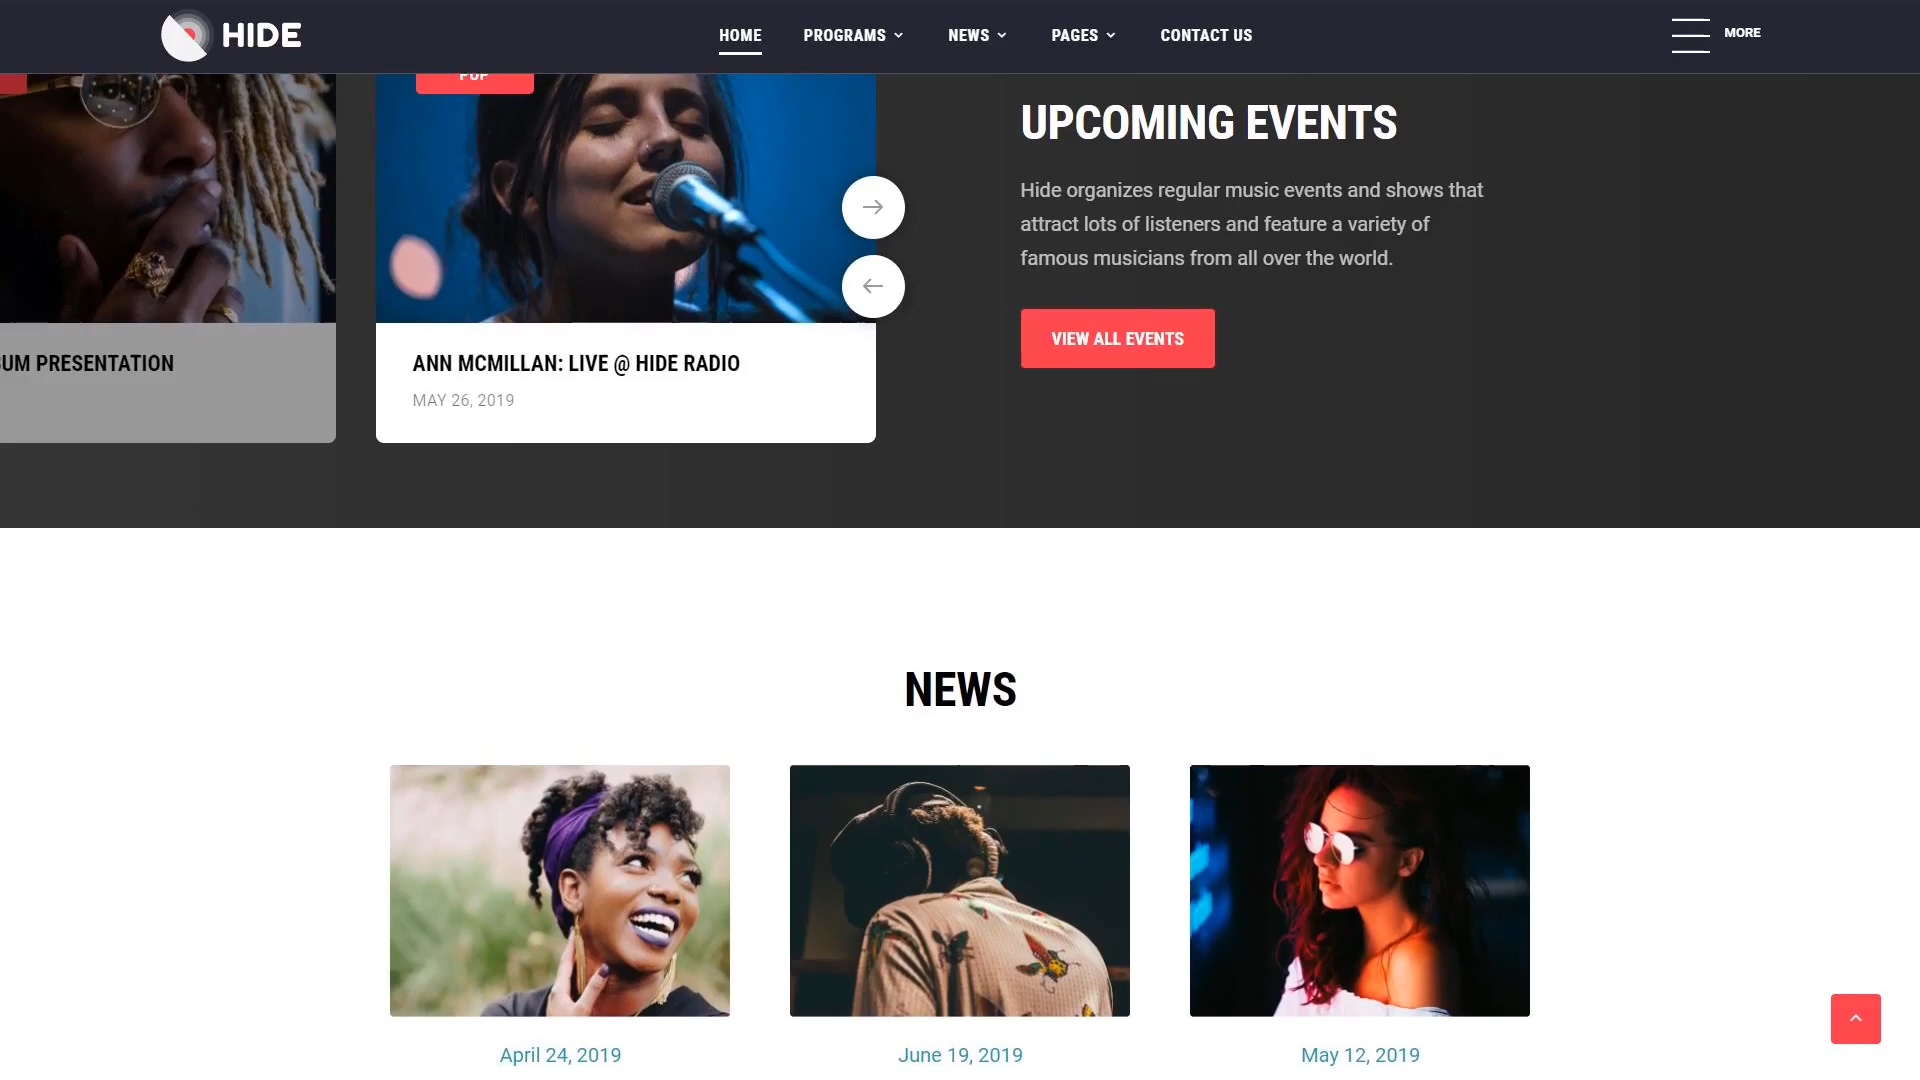 HIDE
HOME
PROGRAMS
NEWS
PAGES
CONTACT US
MORE
POP
UPCOMING EVENTS
Hide organizes regular music events and shows that
attract lots of listeners and feature a variety of
famous musicians from all over the world.
VIEW ALL EVENTS
UM PRESENTATION
ANN MCMILLAN: LIVE @ HIDE RADIO
MAY 26, 2019
NEWS
April 24, 2019
June 19, 2019
May 12, 2019